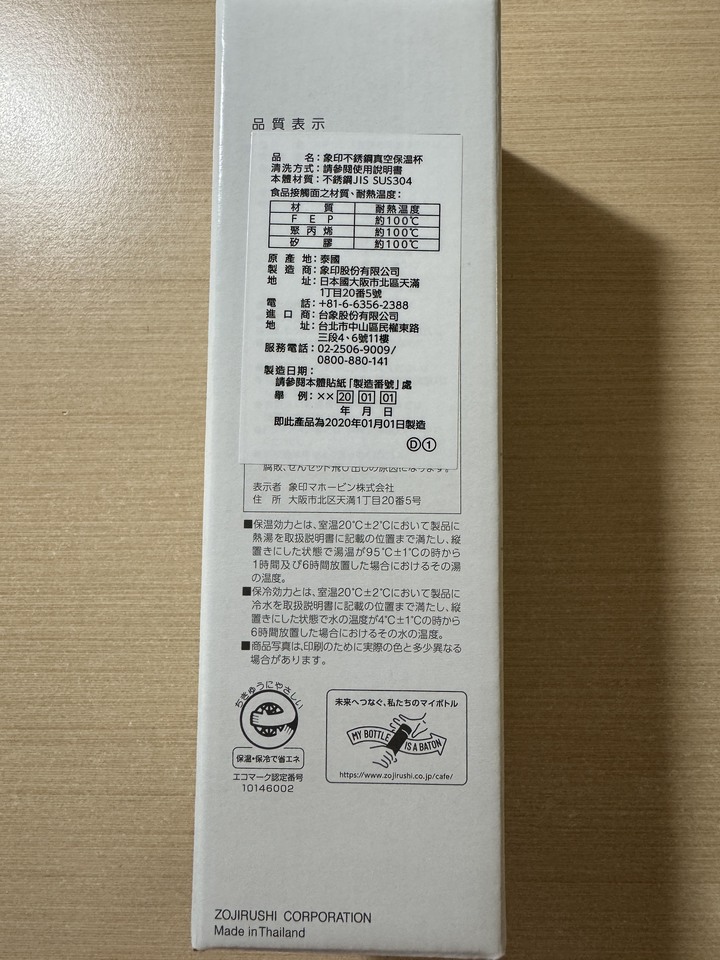 品質表示
品 名：象印不銹鋼真空保温杯
清洗方式：請參閱使用說明書
本體材質：不銹鋼JIS SUS304
食品接觸面之材質、耐熱温度：
材 質 耐熱温度
F E P 約100℃
聚丙烯 約100℃
矽 膠 約100℃
原產地：泰國
製造商：象印股份有限公司
地 址：日本國大阪市北區天滿
1丁目20番5號
電 話：+81-6-6356-2388
進口商：台象股份有限公司
地 址：台北市中山區民權東路
三段4、6號11樓
服務電話：02-2506-9009/
0800-880-141
製造日期：
請參閱本體貼紙「製造番號」處
舉 例：×× 20 01 01
年 月 日
即此產品為2020年01月01日製造
D 1
腐敗、せんセット飛び出しの原因になります。
表示者 象印マホービン株式会社
住 所 大阪市北区天満1丁目20番5号
■保温効力とは、室温20℃±2℃において製品に
熱湯を取扱説明書に記載の位置まで満たし、縦
置きにした状態で湯温が95℃±1℃の時から
1時間及び6時間放置した場合におけるその湯
の温度。
■保冷効力とは、室温20℃±2℃において製品に
冷水を取扱説明書に記載の位置まで満たし、縦
置きにした状態で水の温度が4℃±1℃の時から
6時間放置した場合におけるその水の温度。
■商品写真は、印刷のために実際の色と多少異なる
場合があります。
ちきゅうにやさしい
保温・保冷で省エネ
エコマーク認定番号
10146002
未来へつなぐ、私たちのマイボトル
MY BOTTLE IS A BATON
https://www.zojirushi.co.jp/cafe/
ZOJIRUSHI CORPORATION
Made in Thailand